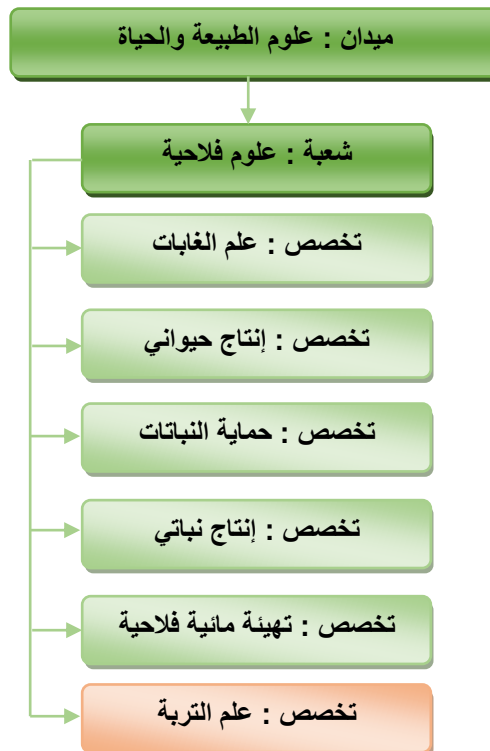 ميدان : علوم الطبيعة والحياة
شعبة : علوم فلاحية
تخصص : علم الغابات
تخصص : إنتاج حيواني
تخصص : حماية النباتات
تخصص : إنتاج نباتي
تخصص : تهيئة مائية فلاحية
تخصص : علم التربة